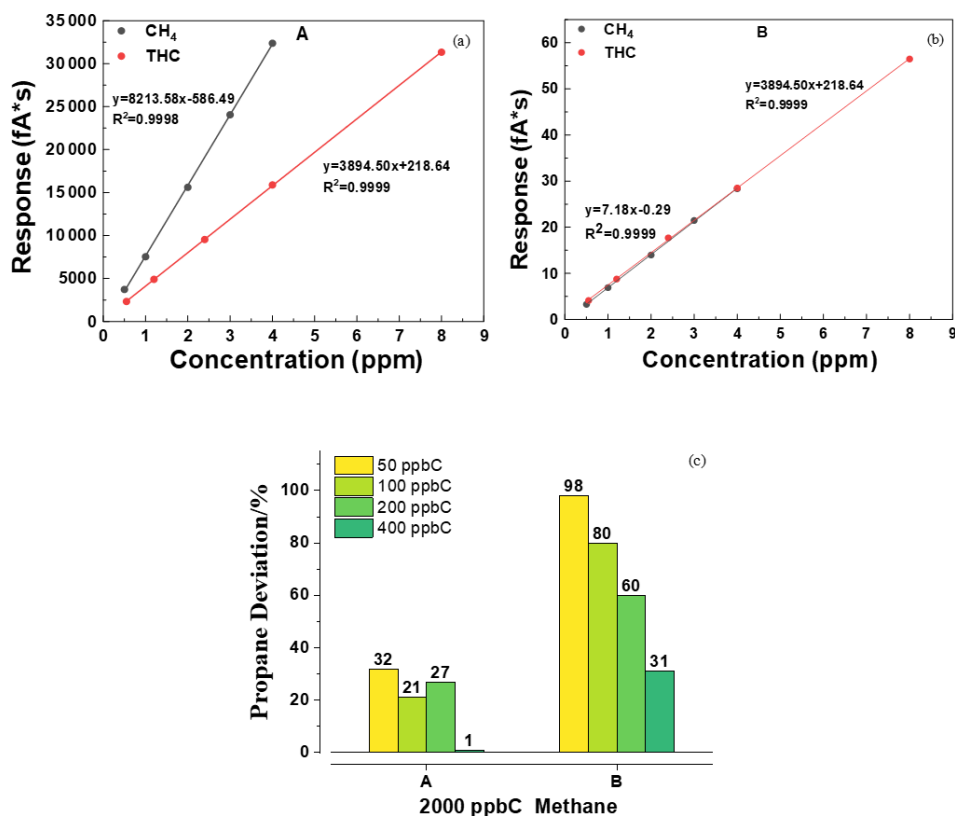 A
(a)
CH₄
THC
y=8213.58x-586.49
R²=0.9998
y=3894.50x+218.64
R²=0.9999
Response (fA*s)
35 000
30 000
25 000
20 000
15 000
10 000
5000
0
0 1 2 3 4 5 6 7 8 9
Concentration (ppm)
B
(b)
CH₄
THC
y=3894.50x+218.64
R²=0.9999
y=7.18x-0.29
R²=0.9999
Response (fA*s)
60
50
40
30
20
10
0
0 1 2 3 4 5 6 7 8 9
Concentration (ppm)
(c)
50 ppbC
100 ppbC
200 ppbC
400 ppbC
Propane Deviation/%
100
80
60
40
20
0
32
21
27
1
98
80
60
31
A B
2000 ppbC Methane